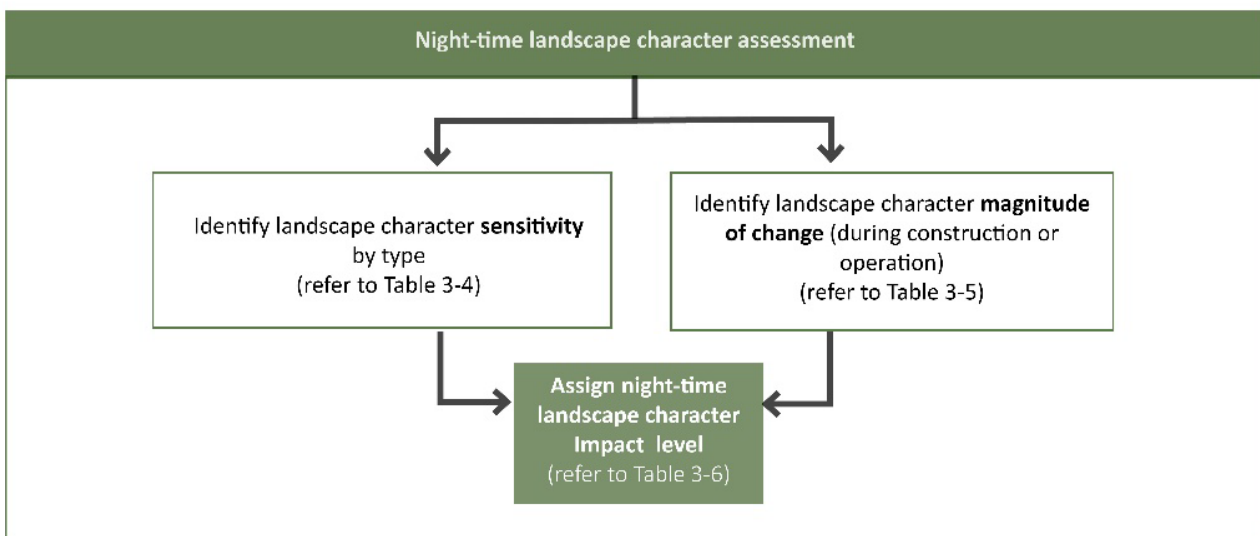 Night-time landscape character assessment
Identify landscape character sensitivity
by type
(refer to Table 3-4)
Identify landscape character magnitude
of change (during construction or
operation)
(refer to Table 3-5)
Assign night-time
landscape character
Impact level
(refer to Table 3-6)